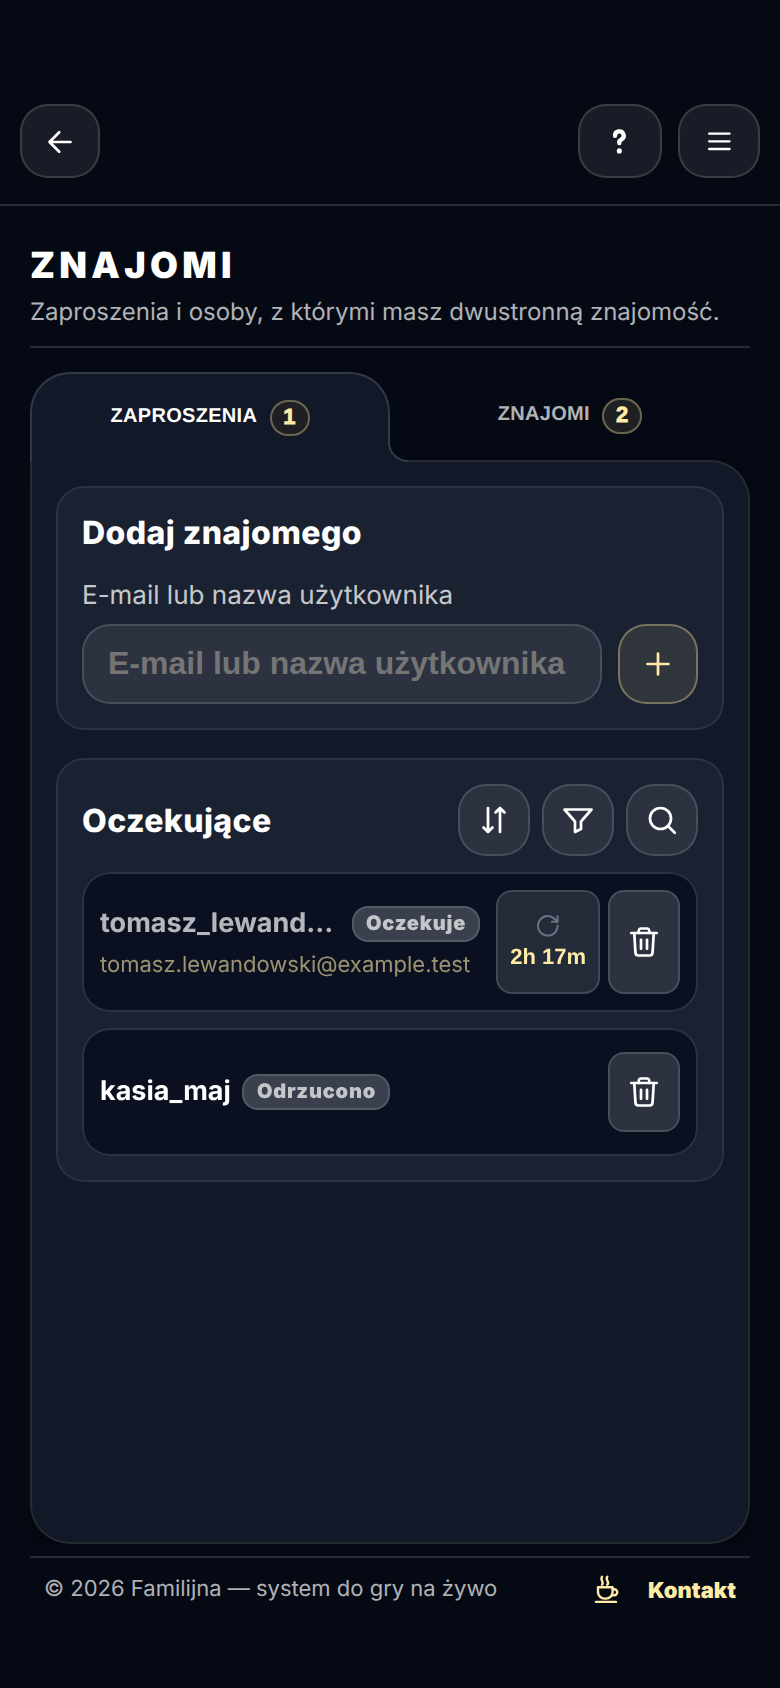 ?
ZNAJOMI
Zaproszenia i osoby, z którymi masz dwustronną znajomość.
ZAPROSZENIA 1
ZNAJOMI 2
Dodaj znajomego
E-mail lub nazwa użytkownika
E-mail lub nazwa użytkownika
Oczekujące
tomasz_lewand... Oczekuje
tomasz.lewandowski@example.test
2h 17m
kasia_maj Odrzucono
© 2026 Familijna — system do gry na żywo
Kontakt